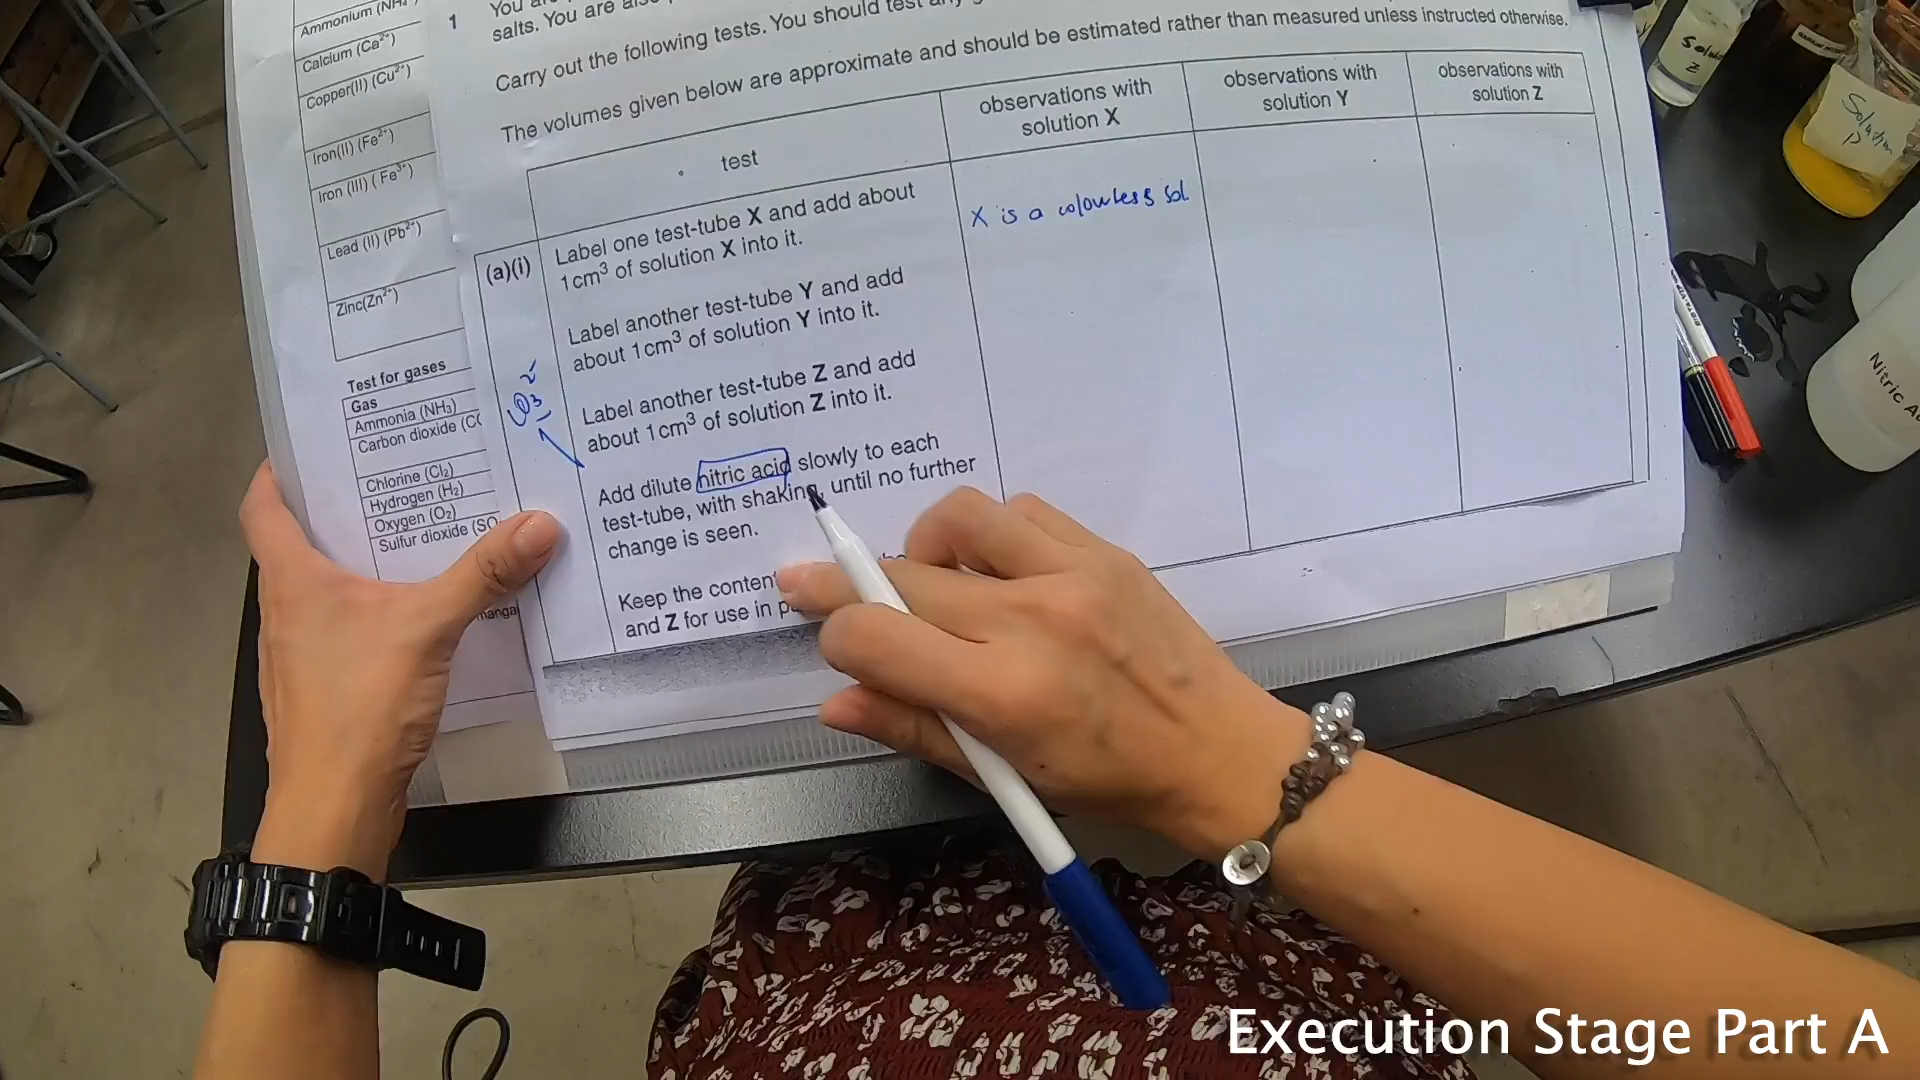 Ammonium (NH₄
Calcium (Ca²⁺)
Copper(II) (Cu²⁺)
Iron(II) (Fe²⁺)
Iron (III) ( Fe³⁺)
Lead (II) (Pb²⁺)
Zinc(Zn²⁺)
Test for gases
Gas
Ammonia (NH₃)
Carbon dioxide (C
Chlorine (Cl₂)
Hydrogen (H₂)
Oxygen (O₂)
Sulfur dioxide (SO
manga
1
salts. You are
Carry out the following tests. You should test
The volumes given below are approximate and should be estimated rather than measured unless instructed otherwise.
test
observations with
solution X
observations with
solution Y
observations with
solution Z
(a)(i)
Label one test-tube X and add about
1 cm³ of solution X into it.
X is a colourless sol
Label another test-tube Y and add
about 1 cm³ of solution Y into it.
Label another test-tube Z and add
about 1 cm³ of solution Z into it.
Add dilute nitric acid slowly to each
test-tube, with shaking, until no further
change is seen.
Keep the content
and Z for use in
Z
Solution
P
Nitric A
Execution Stage Part A